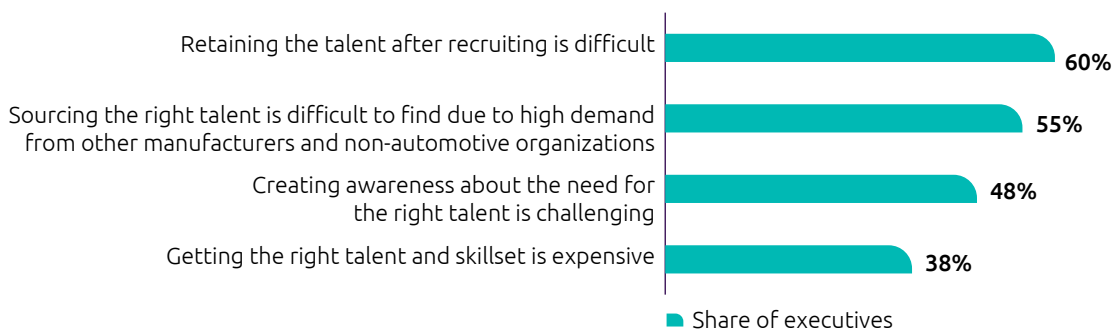 Retaining the talent after recruiting is difficult
60%
Sourcing the right talent is difficult to find due to high demand
from other manufacturers and non-automotive organizations
55%
Creating awareness about the need for
the right talent is challenging
48%
Getting the right talent and skillset is expensive
38%
Share of executives